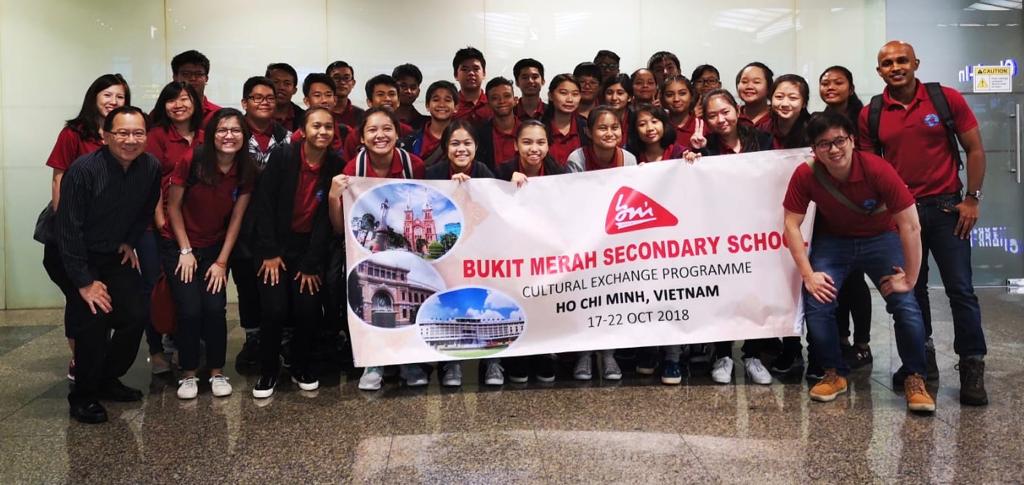 CAUTION
BUKIT MERAH SECONDARY SCHOOL
CULTURAL EXCHANGE PROGRAMME
HO CHI MINH, VIETNAM
17-22 OCT 2018